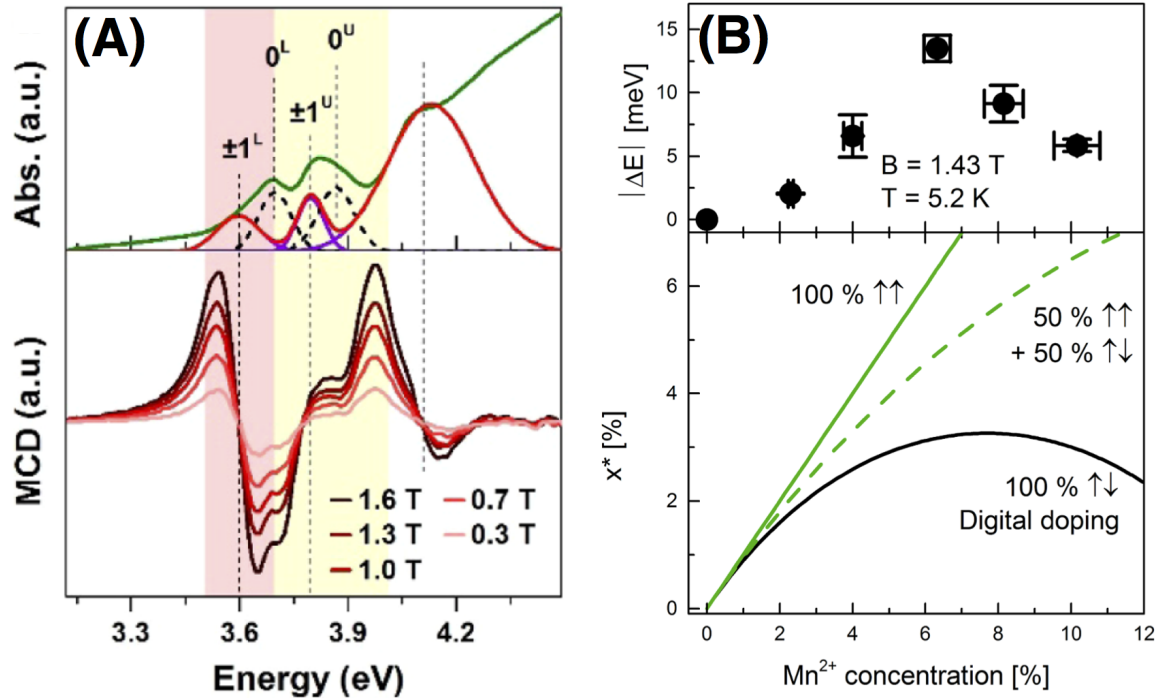 (A)
Abs. (a.u.)
±1ᴸ
0ᴸ
±1ᵁ
0ᵁ
MCD (a.u.)
1.6 T
0.7 T
1.3 T
0.3 T
1.0 T
3.3
3.6
3.9
4.2
Energy (eV)
(B)
|ΔE| [meV]
15
10
5
0
B = 1.43 T
T = 5.2 K
x* [%]
6
4
2
0
100 % ↑↑
50 % ↑↑
+ 50 % ↑↓
100 % ↑↓
Digital doping
0
2
4
6
8
10
12
Mn²⁺ concentration [%]